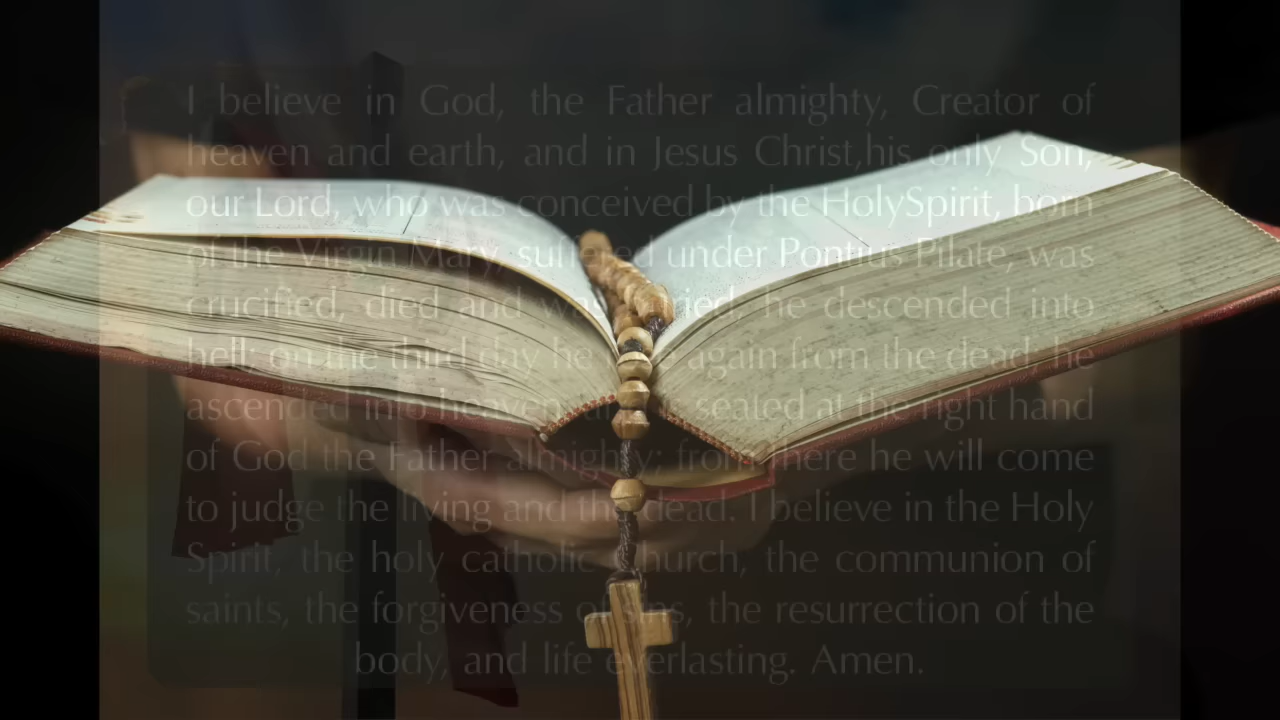 I believe in God, the Father almighty, Creator of
heaven and earth, and in Jesus Christ,his only Son,
our Lord, who was conceived by the HolySpirit, born
of the Virgin Mary, suffered under Pontius Pilate, was
crucified, died and was buried; he descended into
hell; on the third day he rose again from the dead; he
ascended into heaven, and is seated at the right hand
of God the Father almighty; from there he will come
to judge the living and the dead. I believe in the Holy
Spirit, the holy catholic Church, the communion of
saints, the forgiveness of sins, the resurrection of the
body, and life everlasting. Amen.